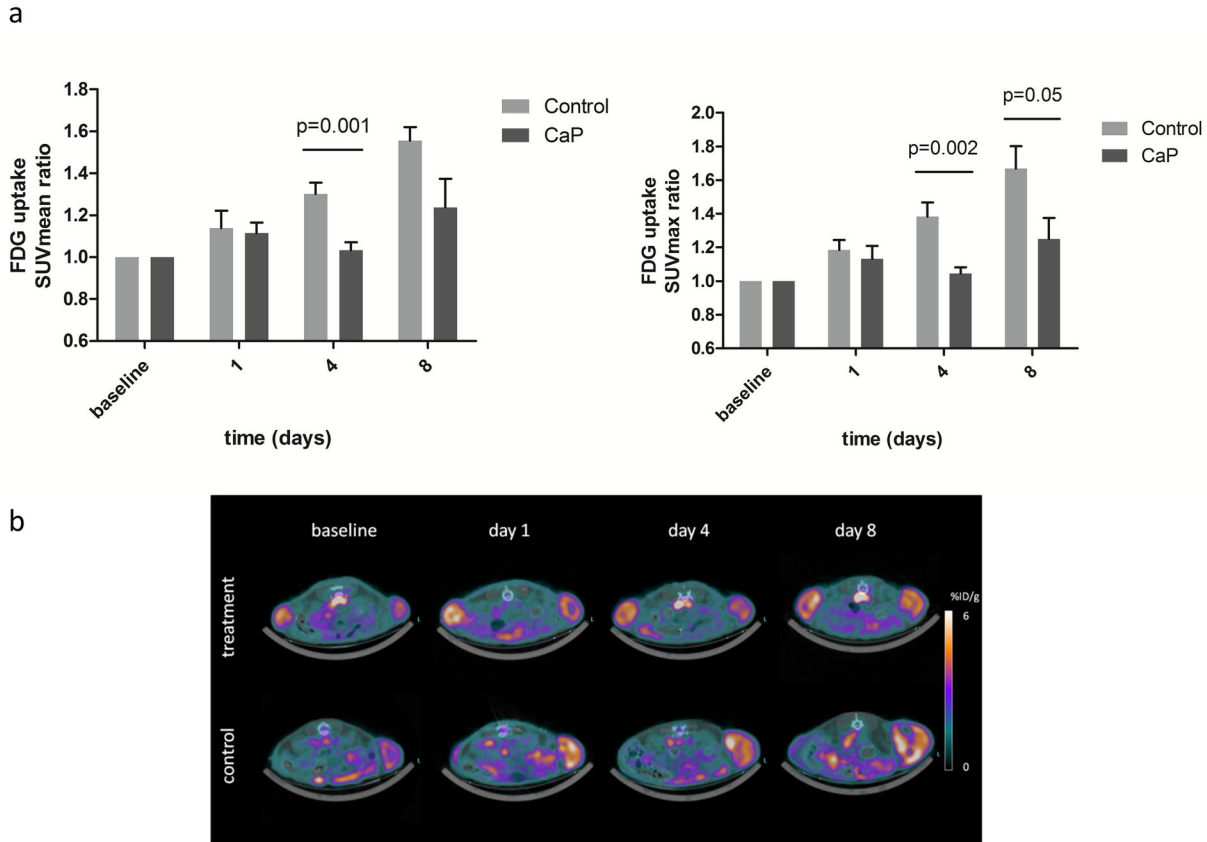 a
1.8
1.6
1.4
1.2
1.0
0.8
0.6
FDG uptake
SUVmean ratio
p=0.001
Control
CaP
baseline
1
4
8
time (days)
2.0
1.8
1.6
1.4
1.2
1.0
0.8
0.6
FDG uptake
SUVmax ratio
p=0.002
p=0.05
Control
CaP
baseline
1
4
8
time (days)
b
baseline day 1 day 4 day 8
treatment
L L L L
%ID/g
6
control
L L L L
0